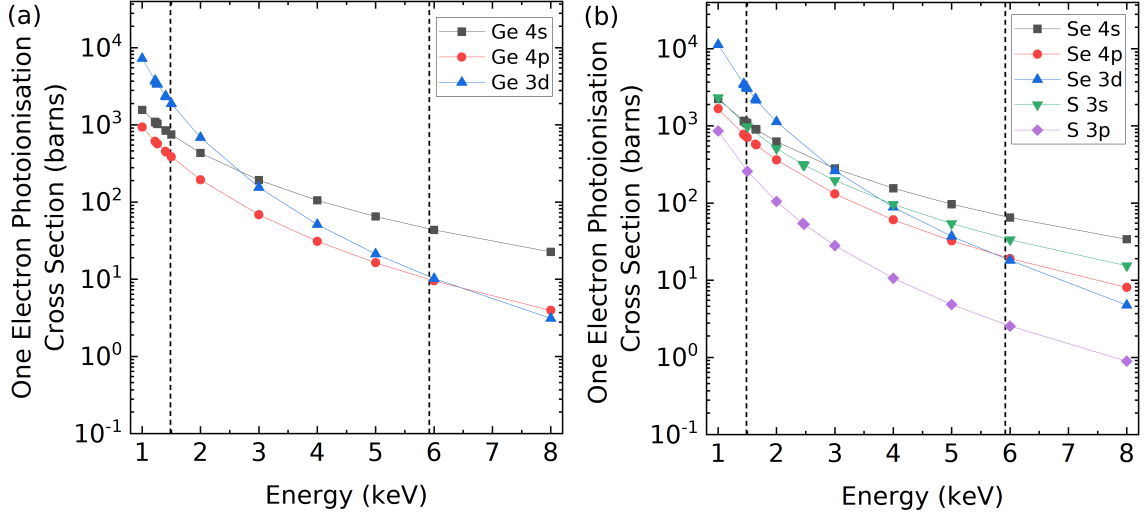 (a)
One Electron Photoionisation
Cross Section (barns)
10⁴
10³
10²
10¹
10⁰
10⁻¹
Ge 4s
Ge 4p
Ge 3d
1 2 3 4 5 6 7 8
Energy (keV)
(b)
One Electron Photoionisation
Cross Section (barns)
10⁴
10³
10²
10¹
10⁰
10⁻¹
Se 4s
Se 4p
Se 3d
S 3s
S 3p
1 2 3 4 5 6 7 8
Energy (keV)